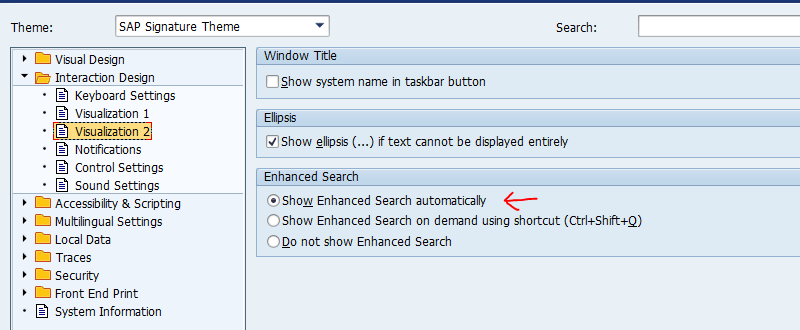 Theme: SAP Signature Theme Search:
Visual Design
Interaction Design
Keyboard Settings
Visualization 1
Visualization 2
Notifications
Control Settings
Sound Settings
Accessibility & Scripting
Multilingual Settings
Local Data
Traces
Security
Front End Print
System Information
Window Title
Show system name in taskbar button
Ellipsis
Show ellipsis (...) if text cannot be displayed entirely
Enhanced Search
Show Enhanced Search automatically
Show Enhanced Search on demand using shortcut (Ctrl+Shift+Q)
Do not show Enhanced Search